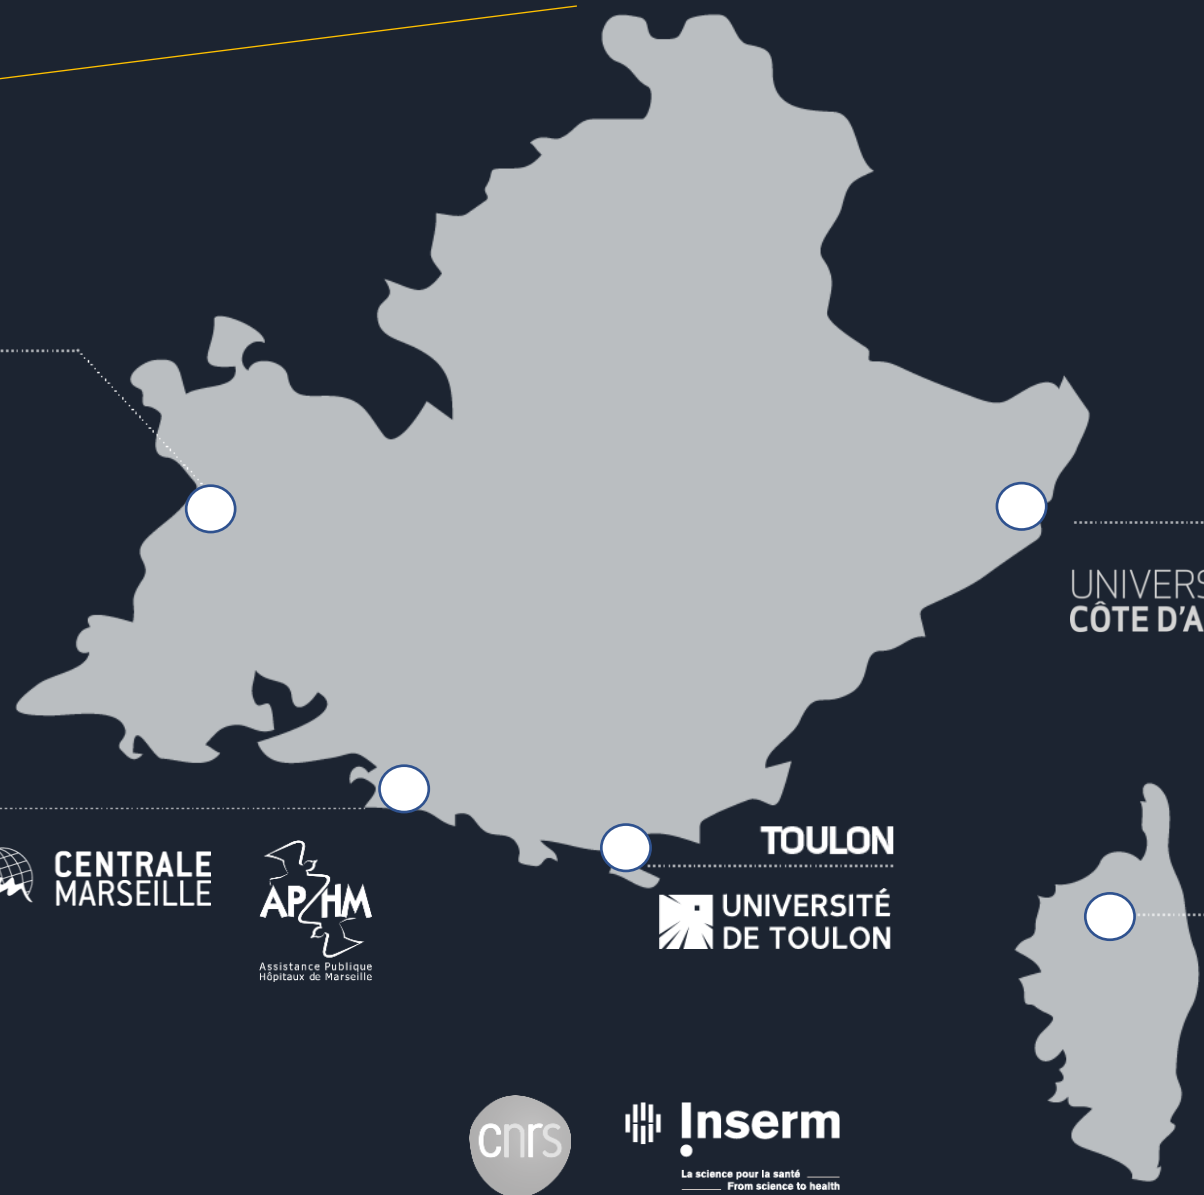 UNIVERS
CÔTE D'A
TOULON
UNIVERSITÉ
DE TOULON
CENTRALE
MARSEILLE
AP HM
Assistance Publique
Hôpitaux de Marseille
cnrs
Inserm
La science pour la santé
From science to health